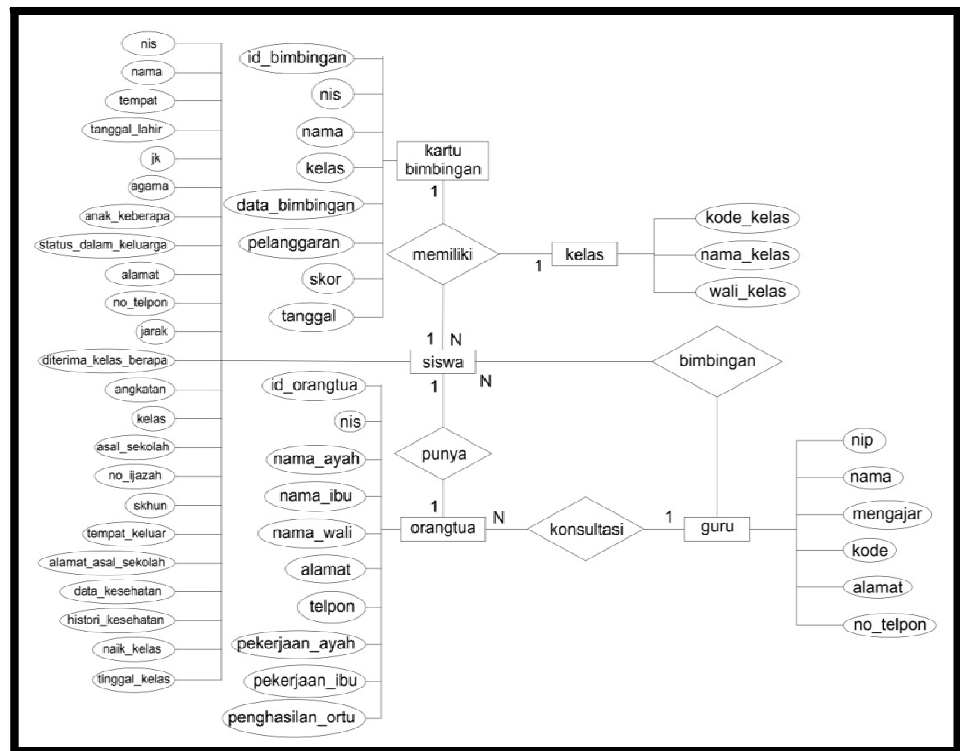 nis
nama
tempat
tanggal_lahir
jk
agama
anak_keberapa
status_dalam_keluarga
alamat
no_telpon
jarak
diterima_kelas_berapa
angkatan
kelas
asal_sekolah
no_ijazah
skhun
tempat_keluar
alamat_asal_sekolah
data_kesehatan
histori_kesehatan
naik_kelas
tinggal_kelas
id_bimbingan
nis
nama
kelas
data_bimbingan
pelanggaran
skor
tanggal
kartu
bimbingan
1
memiliki
1
kelas
kode_kelas
nama_kelas
wali_kelas
1 N
siswa
N
1
bimbingan
punya
1
id_orangtua
nis
nama_ayah
nama_ibu
nama_wali
alamat
telpon
pekerjaan_ayah
pekerjaan_ibu
penghasilan_ortu
orangtua
N
konsultasi
1
guru
nip
nama
mengajar
kode
alamat
no_telpon